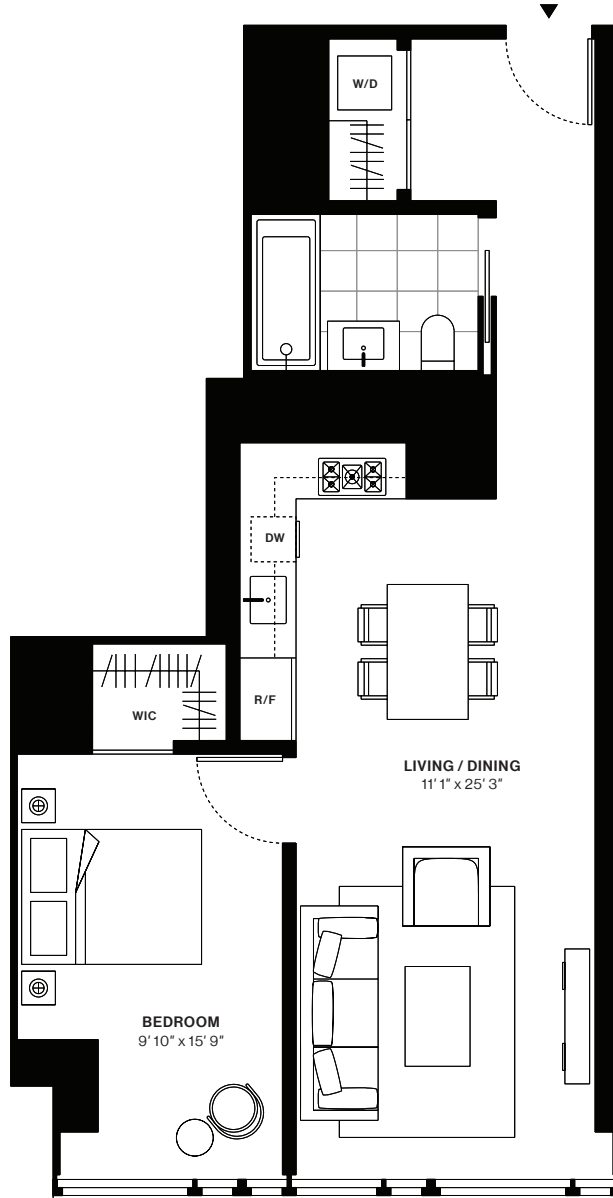 W/D
DW
R/F
WIC
LIVING / DINING
11' 1" x 25' 3"
BEDROOM
9' 10" x 15' 9"